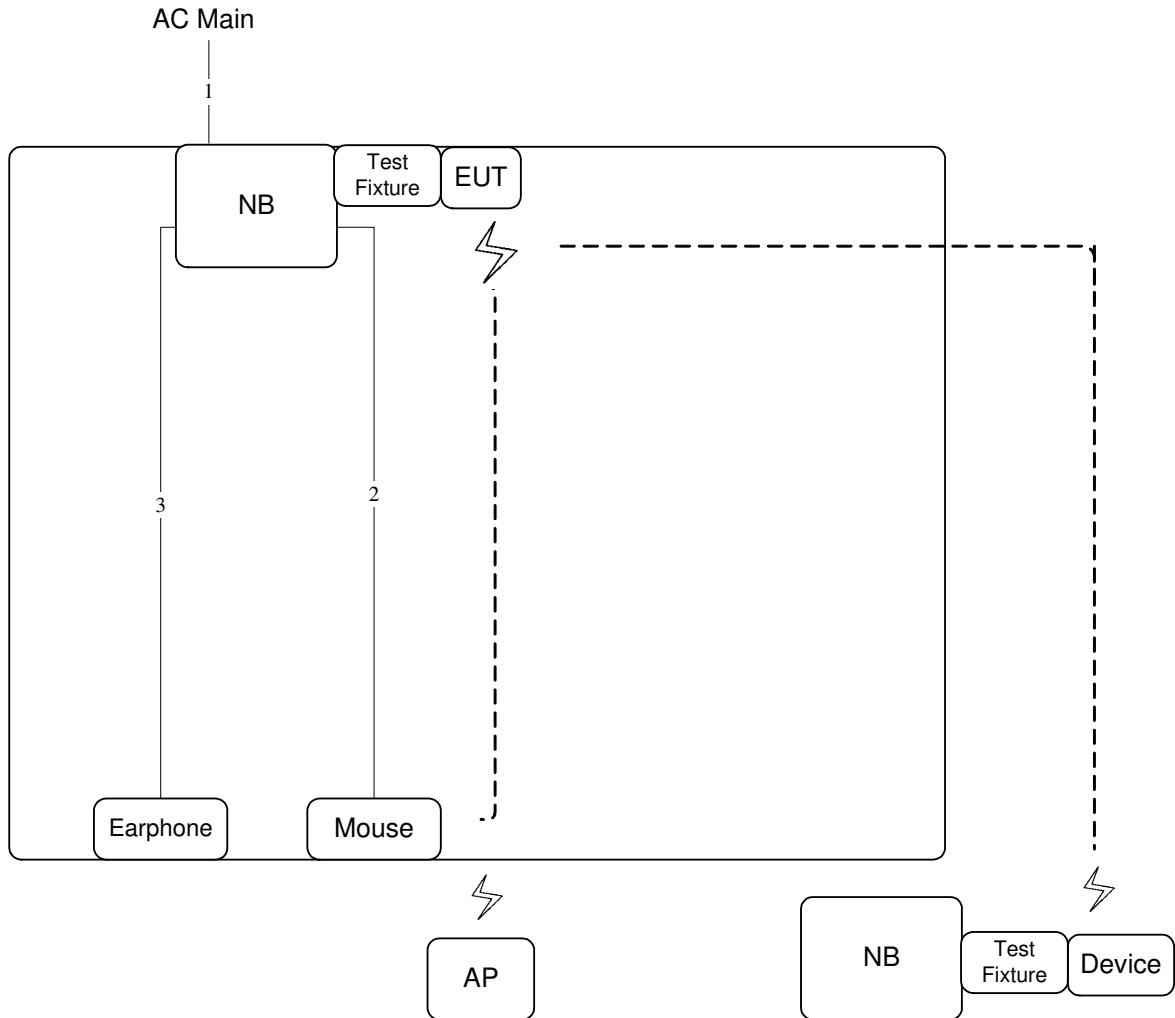 AC Main
1
NB
Test
Fixture
EUT
3
2
Earphone
Mouse
AP
NB
Test
Fixture
Device